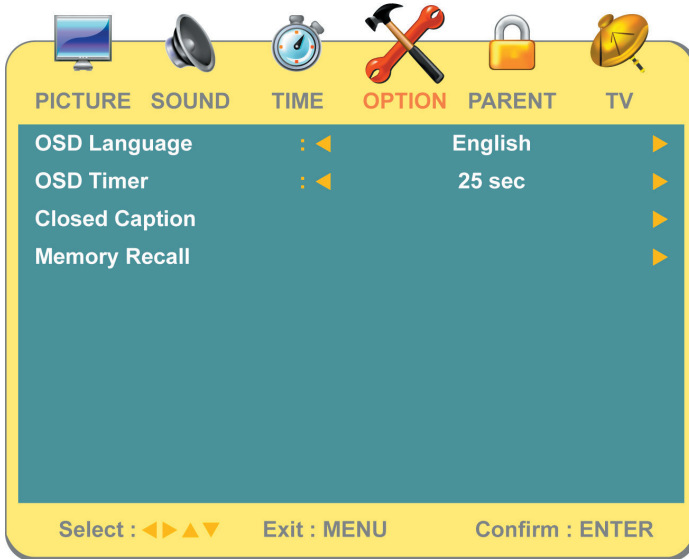 PICTURE SOUND TIME OPTION PARENT TV
OSD Language : ◀ English ▶
OSD Timer : ◀ 25 sec ▶
Closed Caption ▶
Memory Recall ▶
Select : ◀▶▲▼ Exit : MENU Confirm : ENTER